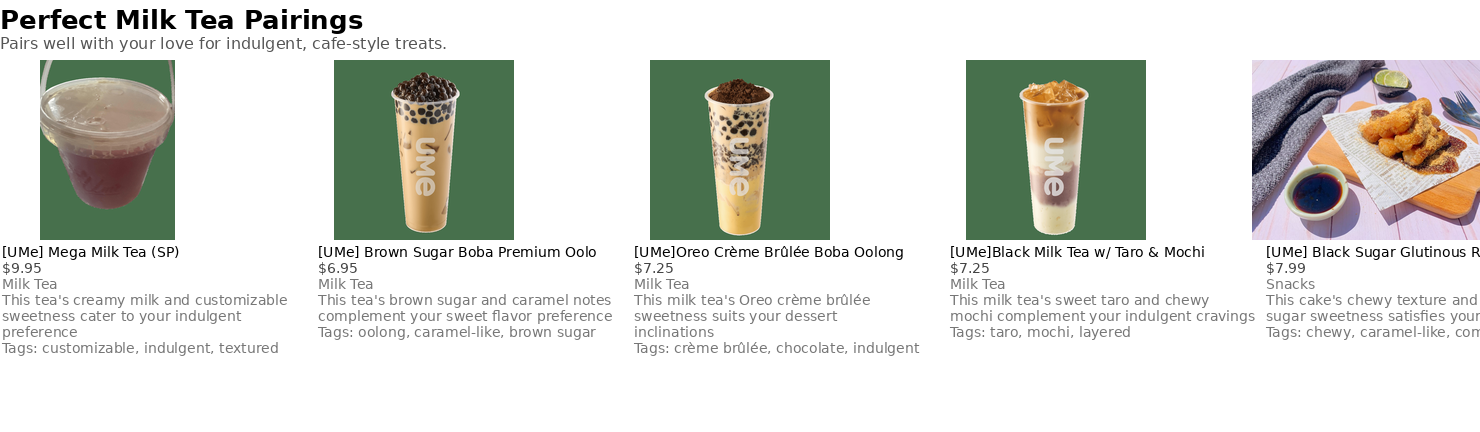 Perfect Milk Tea Pairings
Pairs well with your love for indulgent, cafe-style treats.
UMe
UMe
UMe
[UMe] Mega Milk Tea (SP)
$9.95
Milk Tea
This tea's creamy milk and customizable
sweetness cater to your indulgent
preference
Tags: customizable, indulgent, textured
[UMe] Brown Sugar Boba Premium Oolo
$6.95
Milk Tea
This tea's brown sugar and caramel notes
complement your sweet flavor preference
Tags: oolong, caramel-like, brown sugar
[UMe]Oreo Crème Brûlée Boba Oolong
$7.25
Milk Tea
This milk tea's Oreo crème brûlée
sweetness suits your dessert
inclinations
Tags: crème brûlée, chocolate, indulgent
[UMe]Black Milk Tea w/ Taro & Mochi
$7.25
Milk Tea
This milk tea's sweet taro and chewy
mochi complement your indulgent cravings
Tags: taro, mochi, layered
[UMe] Black Sugar Glutinous R
$7.99
Snacks
This cake's chewy texture and
sugar sweetness satisfies your
Tags: chewy, caramel-like, com